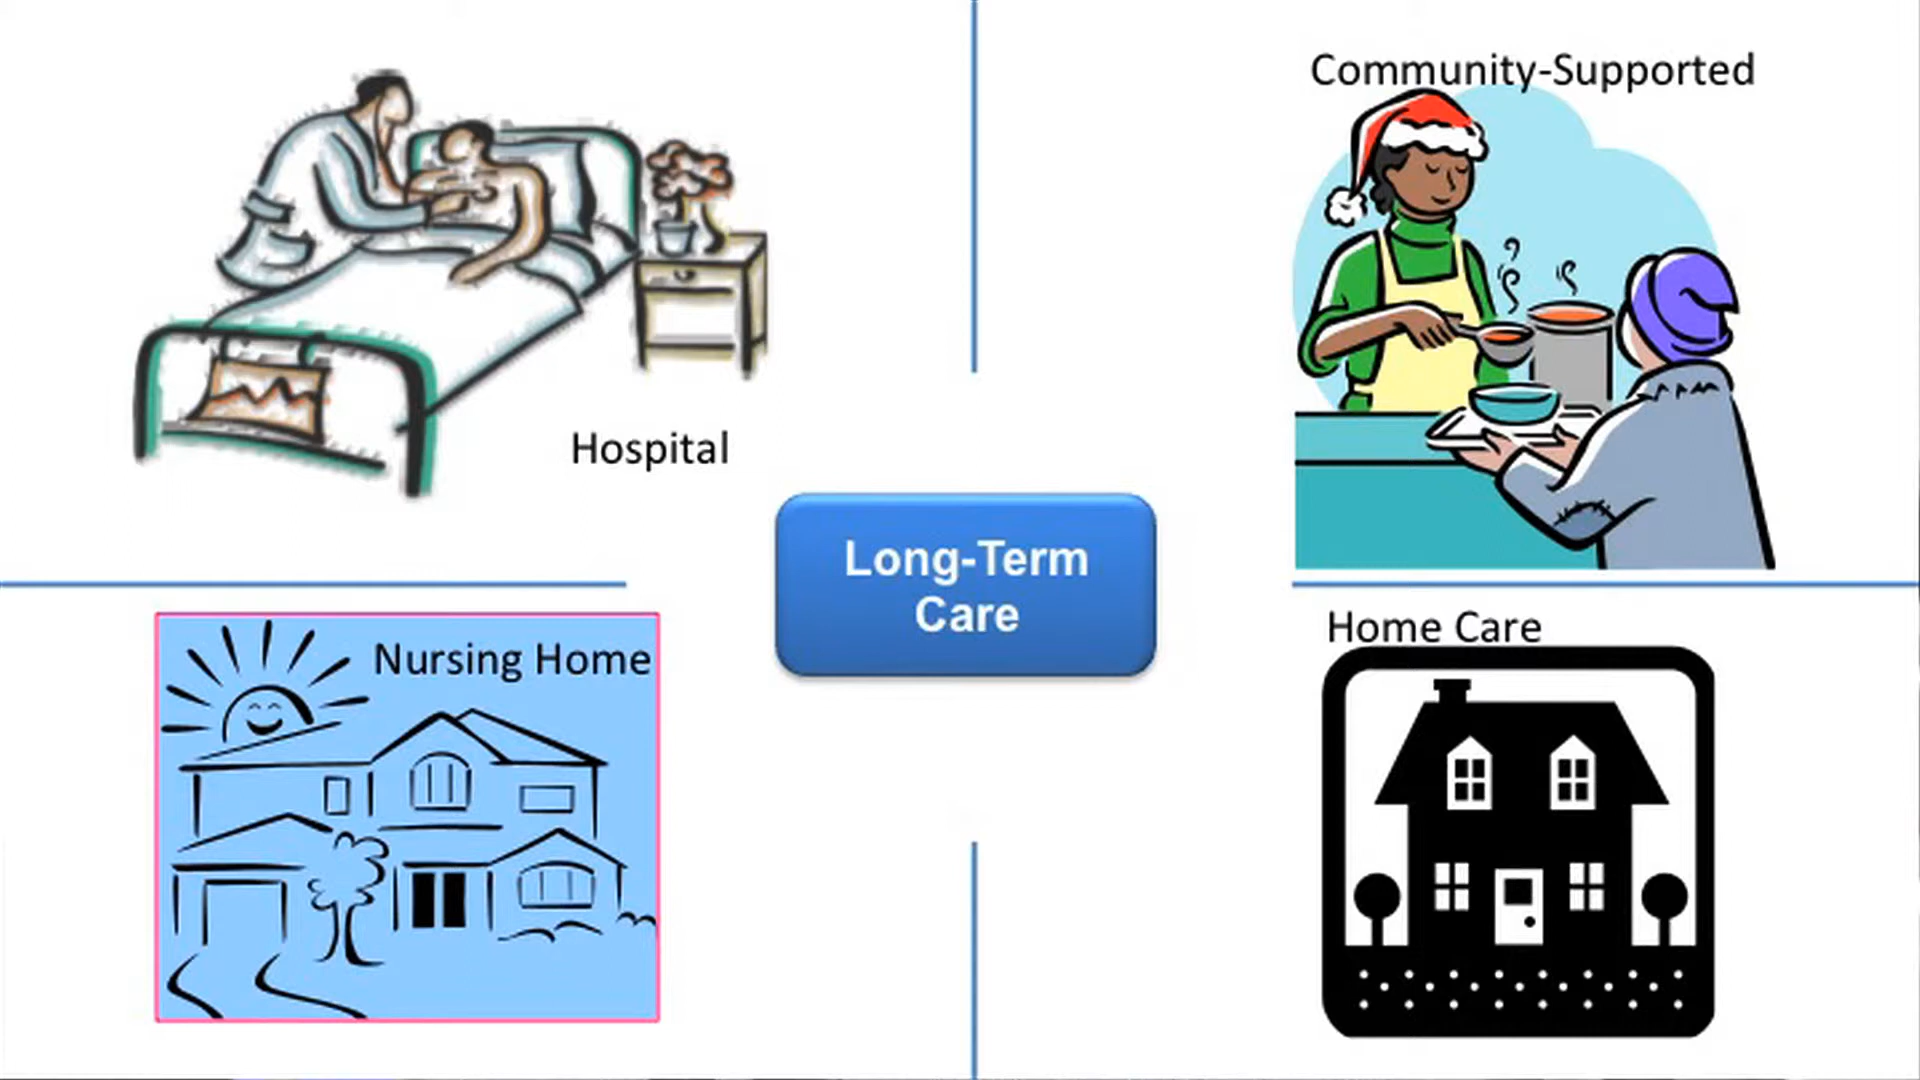 Community-Supported
Hospital
Long-Term
Care
Nursing Home
Home Care